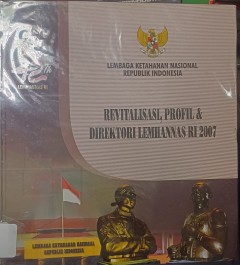 LEMBAGA KETAHANAN NASIONAL
REPUBLIK INDONESIA
REVITALISASI, PROFIL &
DIREKTORI LEMHANNAS RI 2007
LEMBAGA KETAHANAN NASIONAL
REPUBLIK INDONESIA